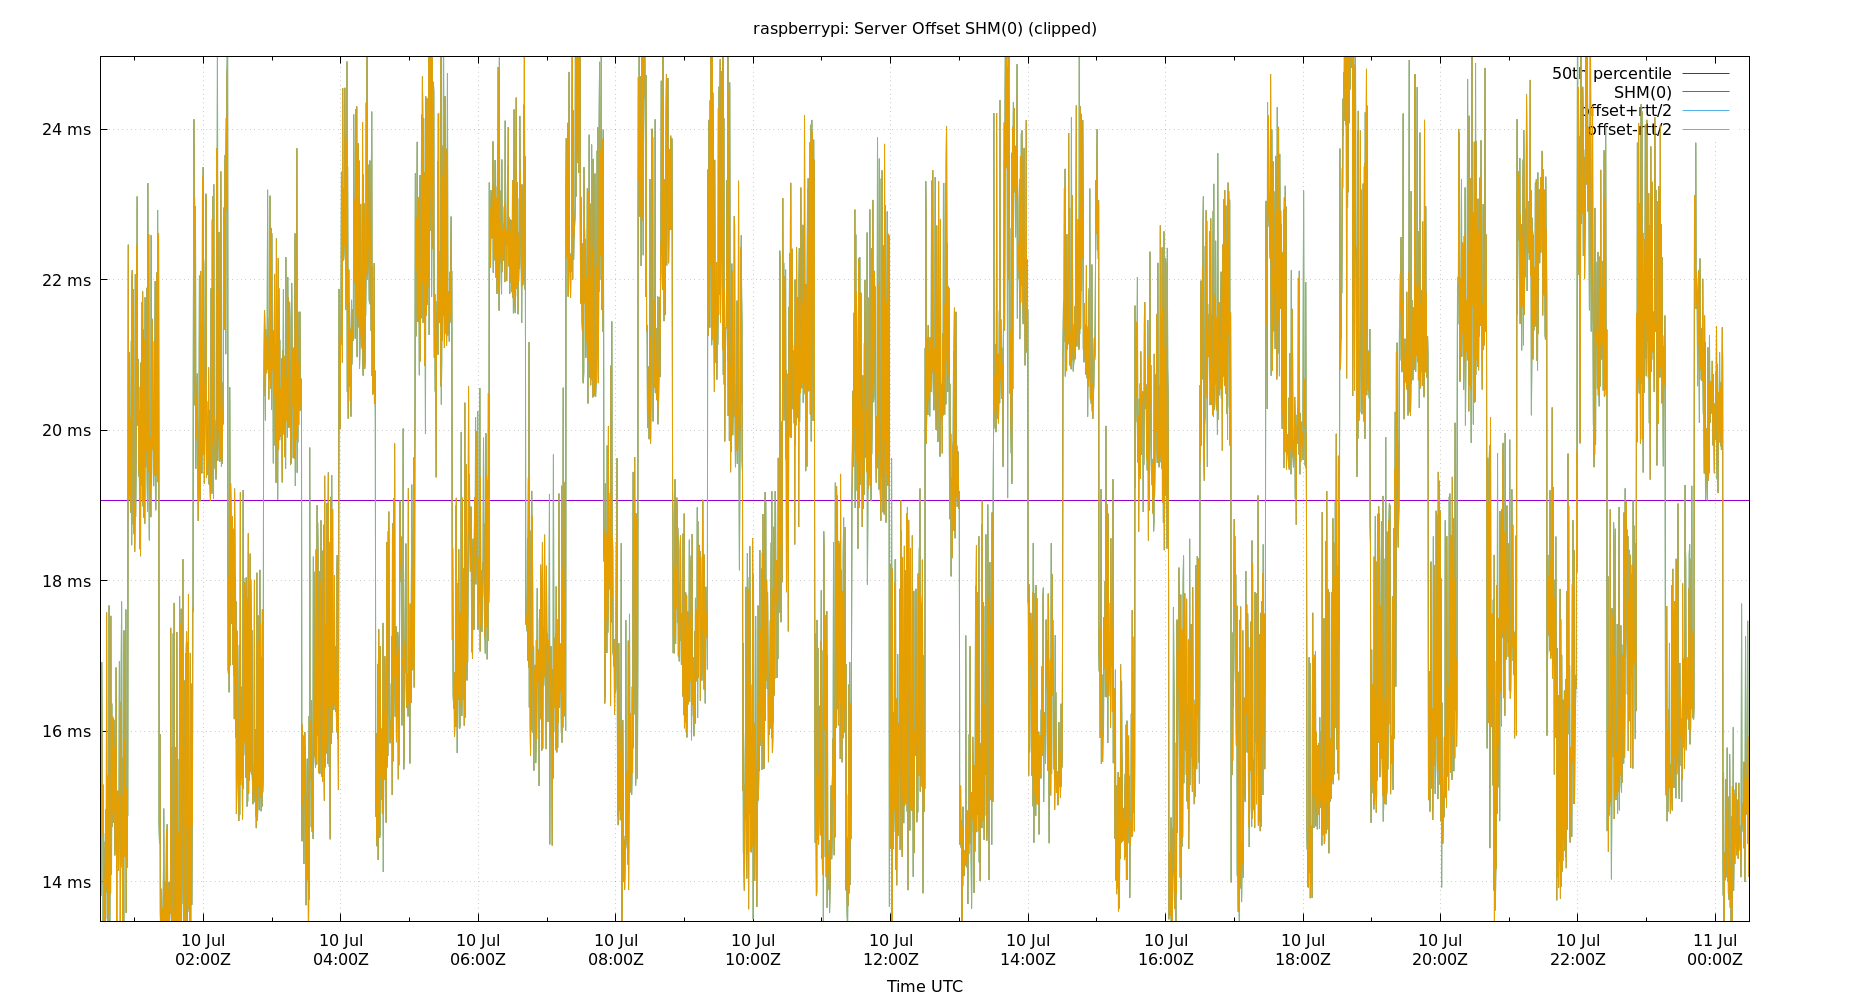 raspberrypi: Server Offset SHM(0) (clipped)
50th percentile
SHM(0)
offset+rtt/2
offset-rtt/2
24 ms
22 ms
20 ms
18 ms
16 ms
14 ms
10 Jul 10 Jul 10 Jul 10 Jul 10 Jul 10 Jul 10 Jul 10 Jul 10 Jul 10 Jul 10 Jul 11 Jul
02:00Z 04:00Z 06:00Z 08:00Z 10:00Z 12:00Z 14:00Z 16:00Z 18:00Z 20:00Z 22:00Z 00:00Z
Time UTC